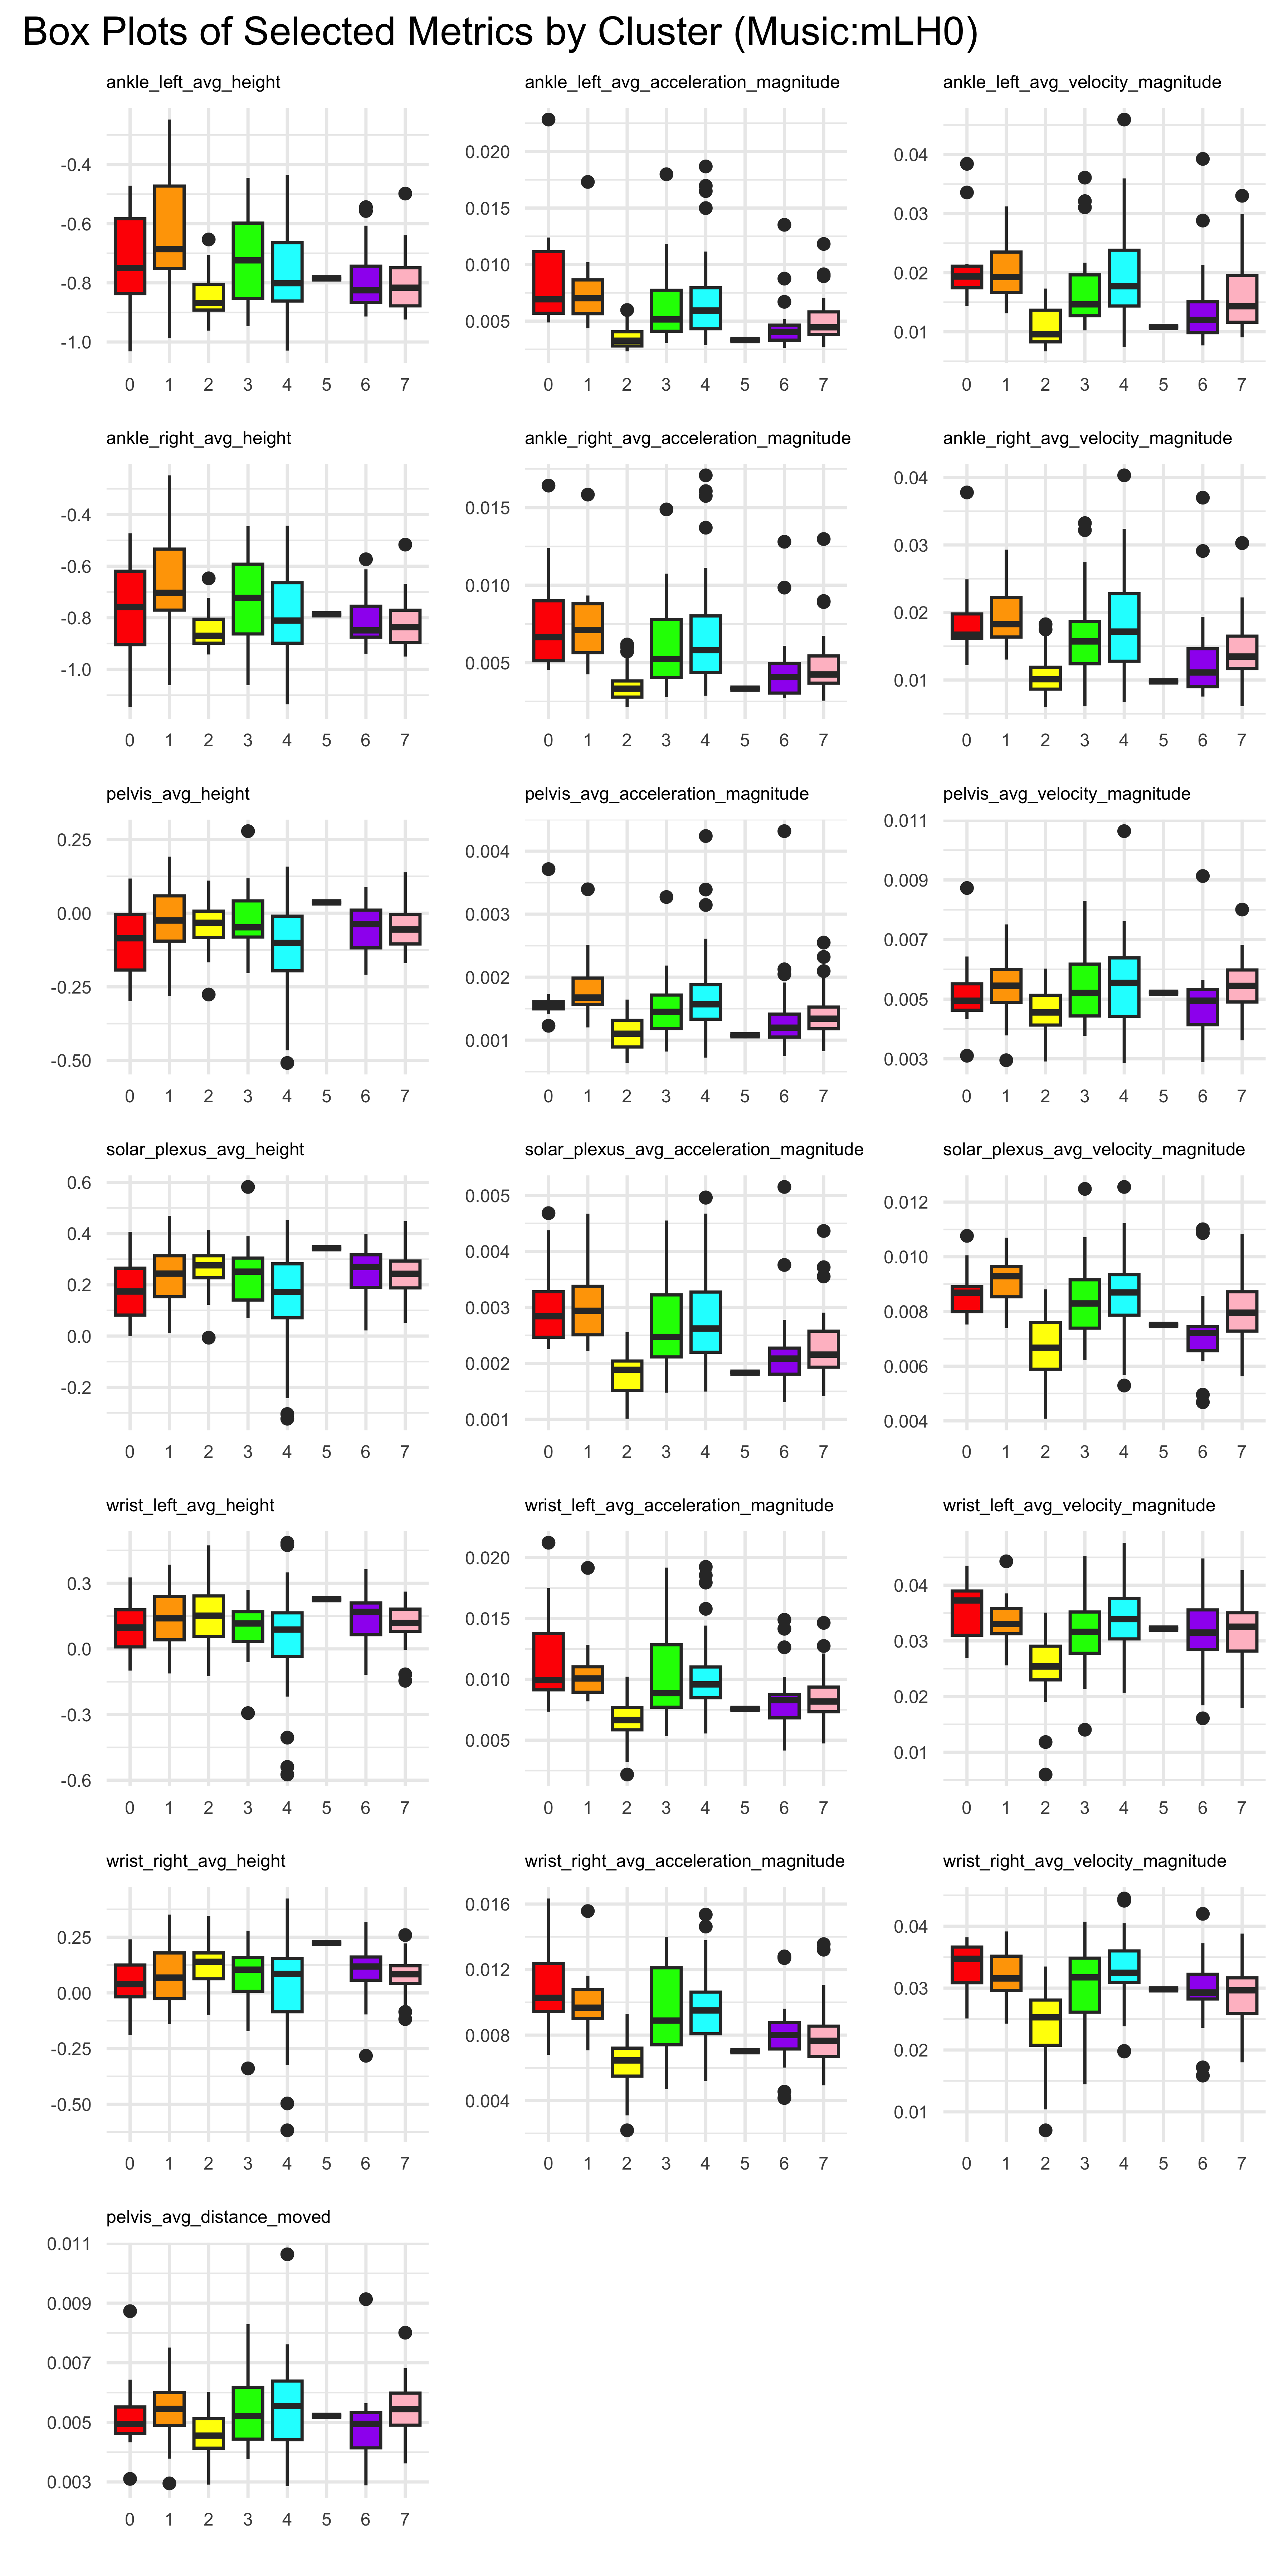 Box Plots of Selected Metrics by Cluster (Music:mLH0)
ankle_left_avg_height
-0.4
-0.6
-0.8
-1.0
0 1 2 3 4 5 6 7
ankle_left_avg_acceleration_magnitude
0.020
0.015
0.010
0.005
0 1 2 3 4 5 6 7
ankle_left_avg_velocity_magnitude
0.04
0.03
0.02
0.01
0 1 2 3 4 5 6 7
ankle_right_avg_height
-0.4
-0.6
-0.8
-1.0
0 1 2 3 4 5 6 7
ankle_right_avg_acceleration_magnitude
0.015
0.010
0.005
0 1 2 3 4 5 6 7
ankle_right_avg_velocity_magnitude
0.04
0.03
0.02
0.01
0 1 2 3 4 5 6 7
pelvis_avg_height
0.25
0.00
-0.25
-0.50
0 1 2 3 4 5 6 7
pelvis_avg_acceleration_magnitude
0.004
0.003
0.002
0.001
0 1 2 3 4 5 6 7
pelvis_avg_velocity_magnitude
0.011
0.009
0.007
0.005
0.003
0 1 2 3 4 5 6 7
solar_plexus_avg_height
0.6
0.4
0.2
0.0
-0.2
0 1 2 3 4 5 6 7
solar_plexus_avg_acceleration_magnitude
0.005
0.004
0.003
0.002
0.001
0 1 2 3 4 5 6 7
solar_plexus_avg_velocity_magnitude
0.012
0.010
0.008
0.006
0.004
0 1 2 3 4 5 6 7
wrist_left_avg_height
0.3
0.0
-0.3
-0.6
0 1 2 3 4 5 6 7
wrist_left_avg_acceleration_magnitude
0.020
0.015
0.010
0.005
0 1 2 3 4 5 6 7
wrist_left_avg_velocity_magnitude
0.04
0.03
0.02
0.01
0 1 2 3 4 5 6 7
wrist_right_avg_height
0.25
0.00
-0.25
-0.50
0 1 2 3 4 5 6 7
wrist_right_avg_acceleration_magnitude
0.016
0.012
0.008
0.004
0 1 2 3 4 5 6 7
wrist_right_avg_velocity_magnitude
0.04
0.03
0.02
0.01
0 1 2 3 4 5 6 7
pelvis_avg_distance_moved
0.011
0.009
0.007
0.005
0.003
0 1 2 3 4 5 6 7